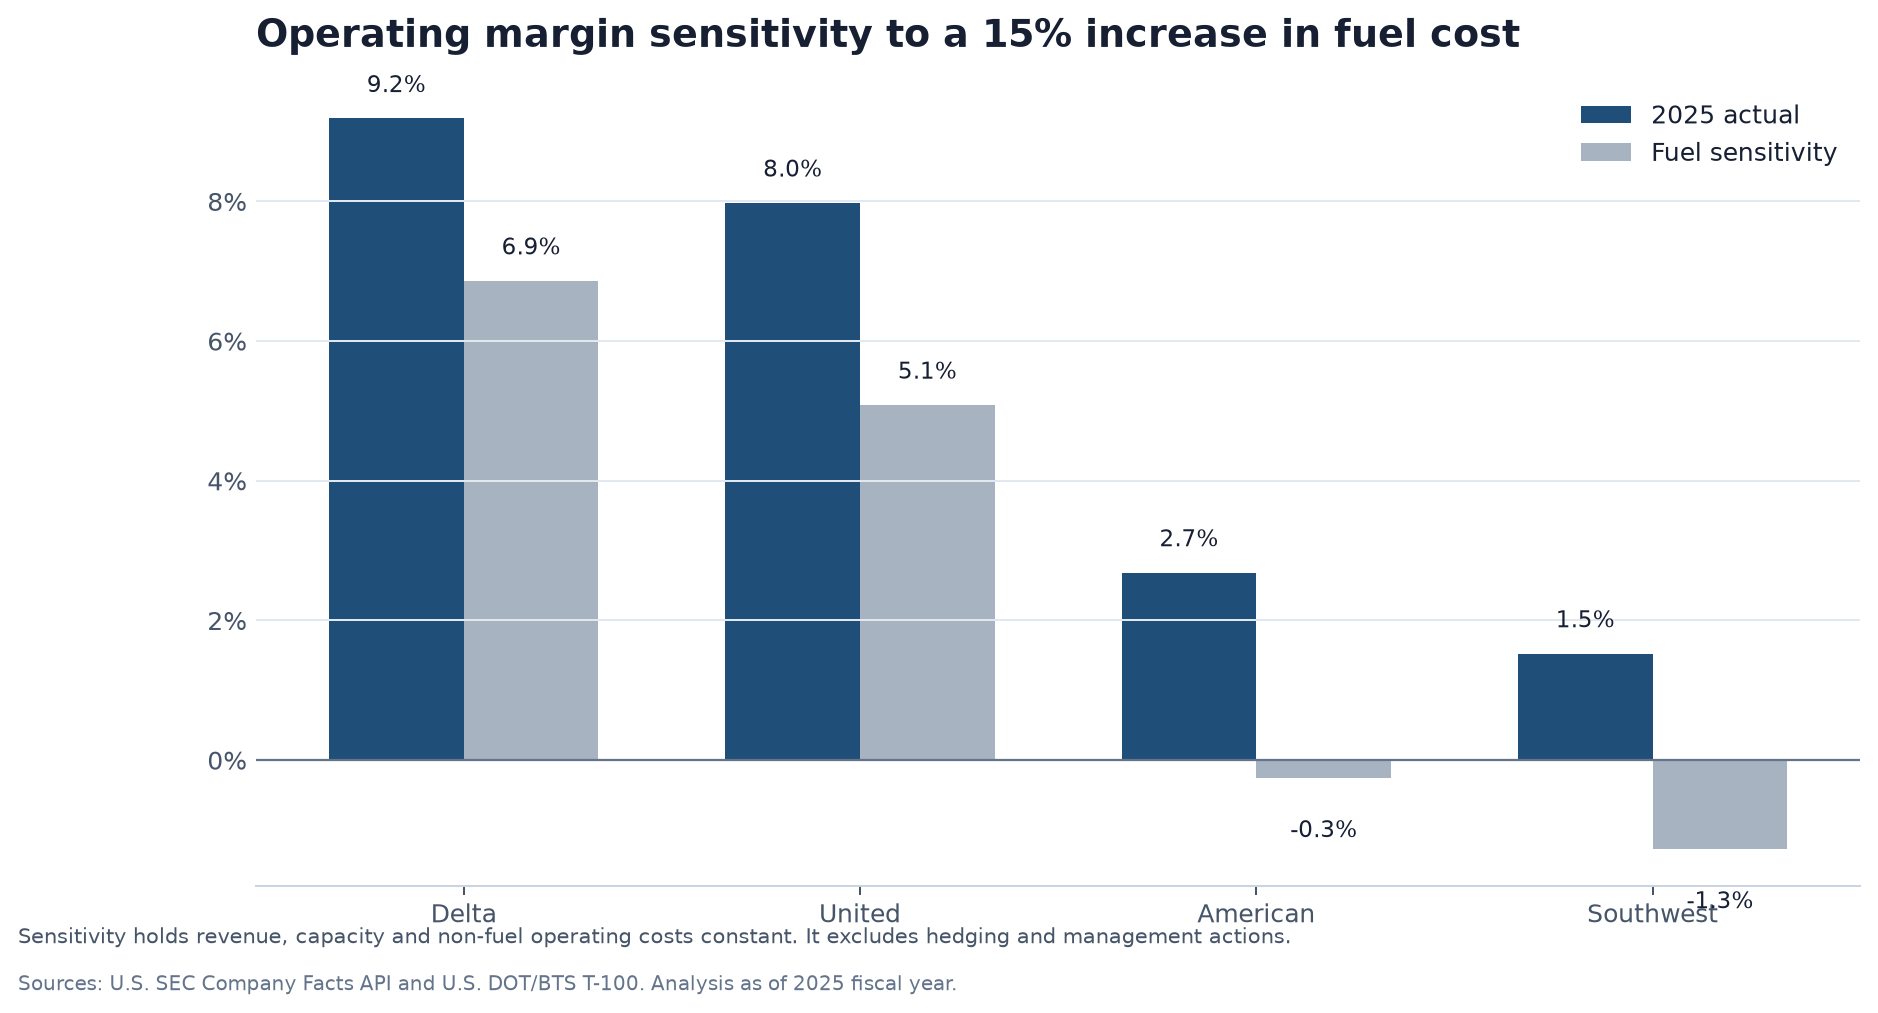 Operating margin sensitivity to a 15% increase in fuel cost
9.2%
2025 actual
8.0%
Fuel sensitivity
8%
6.9%
6%
5.1%
4%
2.7%
2%
1.5%
0%
-0.3%
-1.3%
Delta
United
American
Southwest
Sensitivity holds revenue, capacity and non-fuel operating costs constant. It excludes hedging and management actions.
Sources: U.S. SEC Company Facts API and U.S. DOT/BTS T-100. Analysis as of 2025 fiscal year.